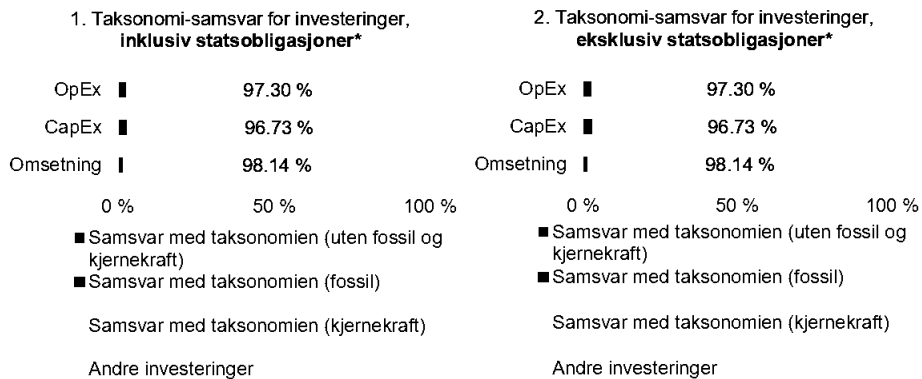 1. Taksonomi-samsvar for investeringer,
inklusiv statsobligasjoner*
OpEx 97.30 %
CapEx 96.73 %
Omsetning 98.14 %
0 % 50 % 100 %
Samsvar med taksonomien (uten fossil og
kjernekraft)
Samsvar med taksonomien (fossil)
Samsvar med taksonomien (kjernekraft)
Andre investeringer
2. Taksonomi-samsvar for investeringer,
eksklusiv statsobligasjoner*
OpEx 97.30 %
CapEx 96.73 %
Omsetning 98.14 %
0 % 50 % 100 %
Samsvar med taksonomien (uten fossil og
kjernekraft)
Samsvar med taksonomien (fossil)
Samsvar med taksonomien (kjernekraft)
Andre investeringer